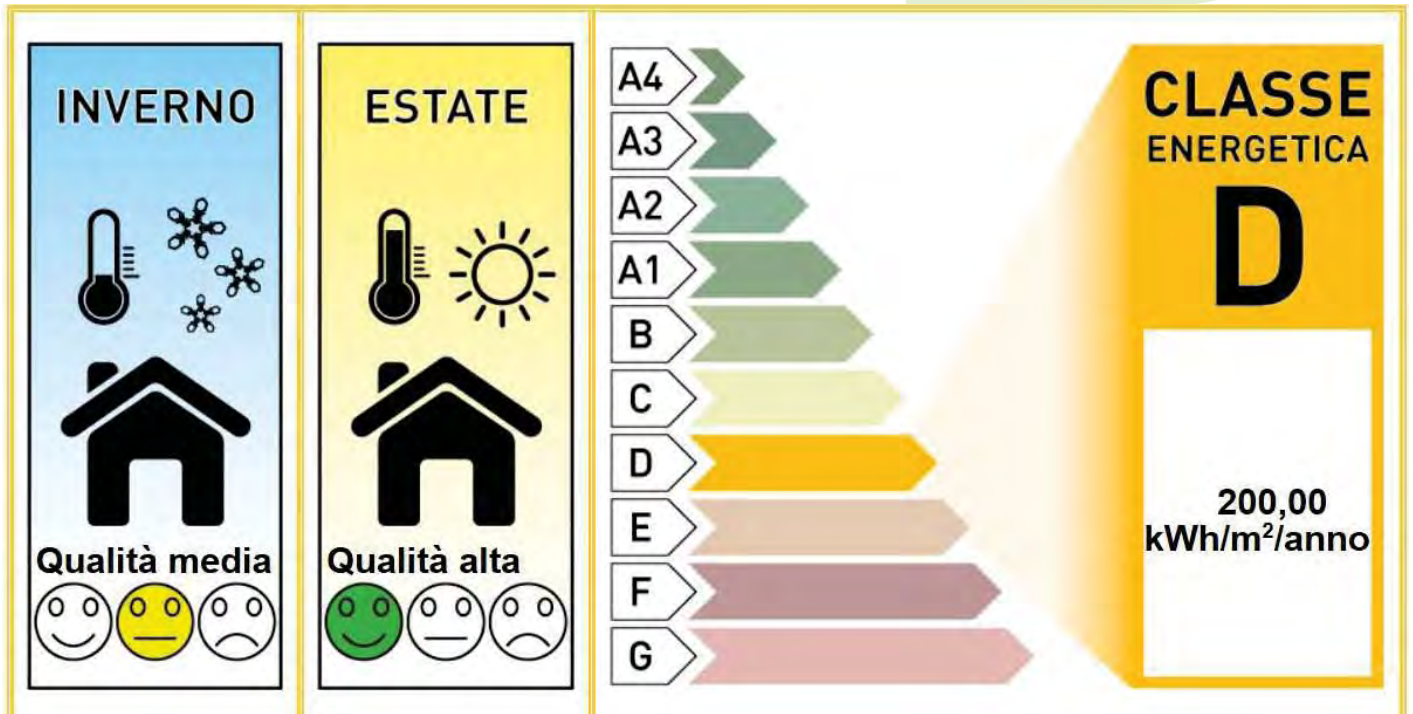 INVERNO
Qualità media
ESTATE
Qualità alta
A4
A3
A2
A1
B
C
D
E
F
G
CLASSE
ENERGETICA
D
200,00
kWh/m²/anno